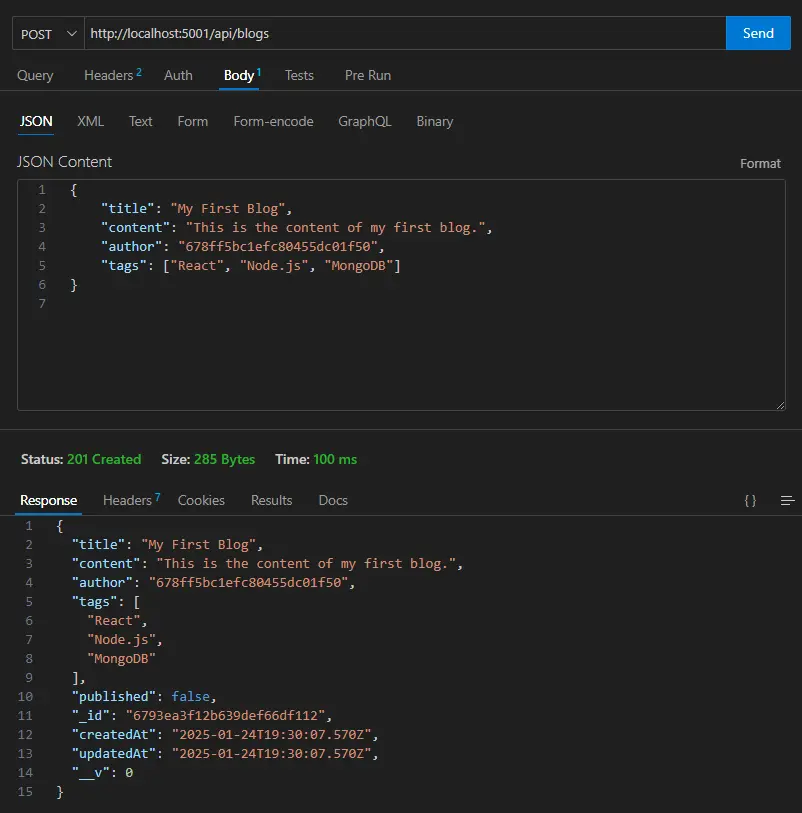 POST http://localhost:5001/api/blogs Send
Query Headers 2 Auth Body 1 Tests Pre Run
JSON XML Text Form Form-encode GraphQL Binary
JSON Content Format
1 {
2 "title": "My First Blog",
3 "content": "This is the content of my first blog.",
4 "author": "678ff5bc1efc80455dc01f50",
5 "tags": ["React", "Node.js", "MongoDB"]
6 }
7
Status: 201 Created Size: 285 Bytes Time: 100 ms
Response Headers 7 Cookies Results Docs {}
1 {
2 "title": "My First Blog",
3 "content": "This is the content of my first blog.",
4 "author": "678ff5bc1efc80455dc01f50",
5 "tags": [
6 "React",
7 "Node.js",
8 "MongoDB"
9 ],
10 "published": false,
11 "_id": "6793ea3f12b639def66df112",
12 "createdAt": "2025-01-24T19:30:07.570Z",
13 "updatedAt": "2025-01-24T19:30:07.570Z",
14 "__v": 0
15 }